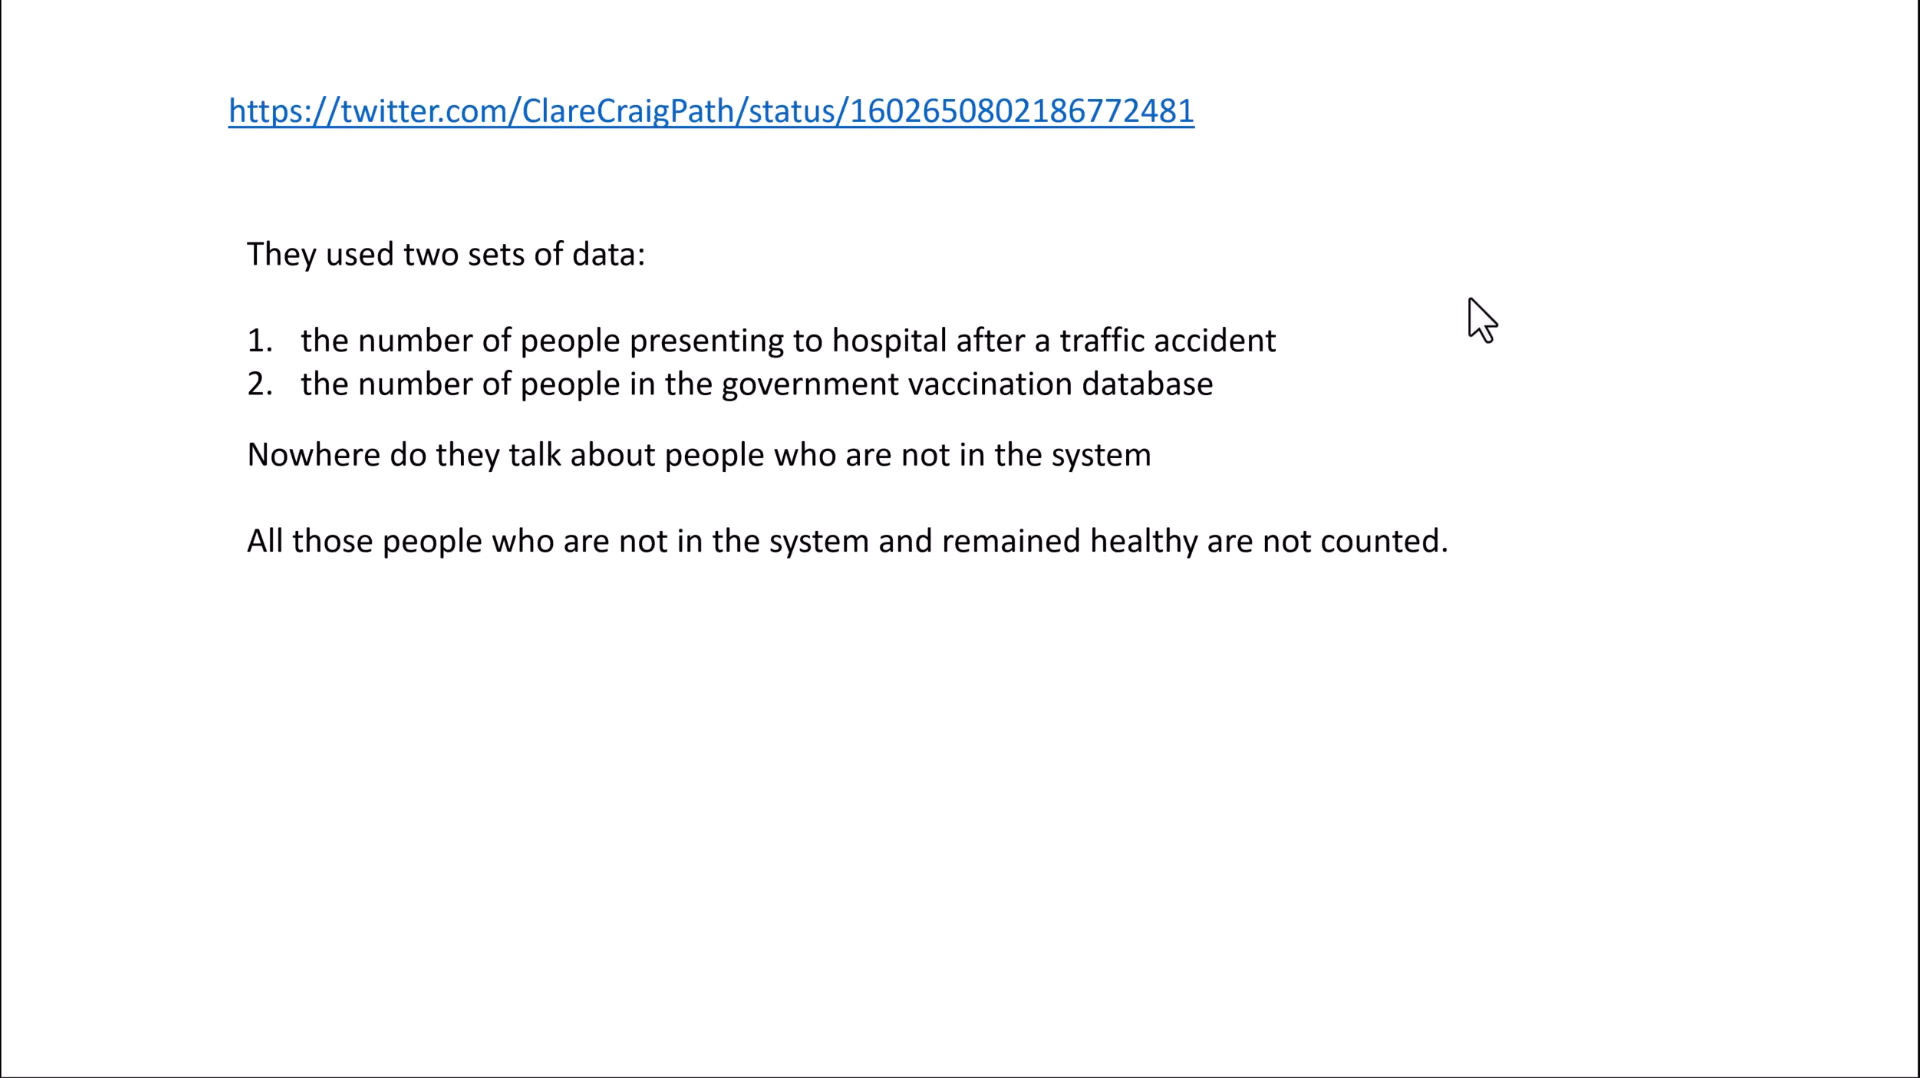 https://twitter.com/ClareCraigPath/status/1602650802186772481
They used two sets of data:
1. the number of people presenting to hospital after a traffic accident
2. the number of people in the government vaccination database
Nowhere do they talk about people who are not in the system
All those people who are not in the system and remained healthy are not counted.